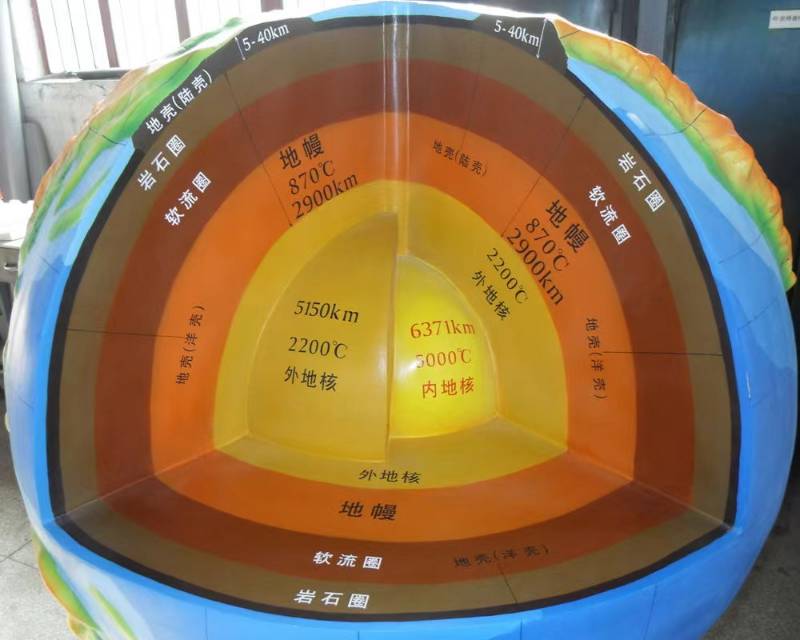 5-40km
5-40km
地壳(陆壳)
岩石圈
软流圈
地幔
870℃
2900km
地壳(陆壳)
岩石圈
软流圈
地幔
870℃
2900km
2200℃
外地核
5150km
2200℃
外地核
6371km
5000℃
内地核
地壳(洋壳)
地壳(洋壳)
外地核
地幔
软流圈
地壳(洋壳)
岩石圈